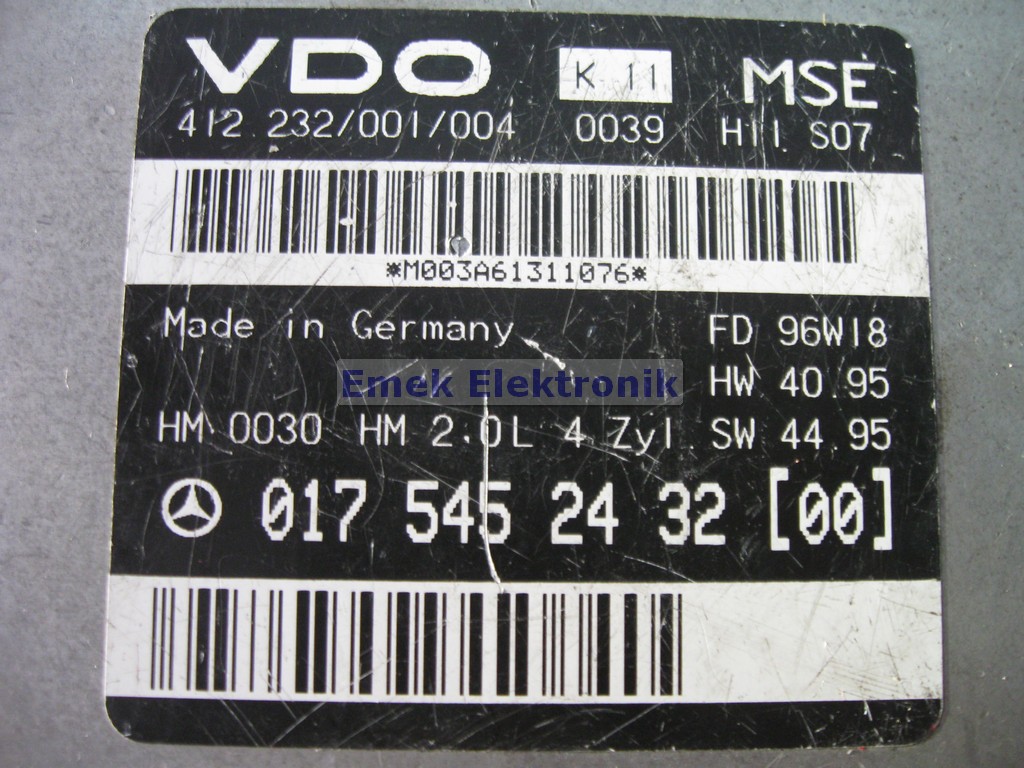 VDO K 11 MSE
412.232/001/004 0039 H11 S07
*M003A61311076*
Made in Germany FD 96W18
Emek Elektronik
HW 40.95
HM 0030 HM 2.0L 4 Zyl. SW 44.95
017 545 24 32 [00]